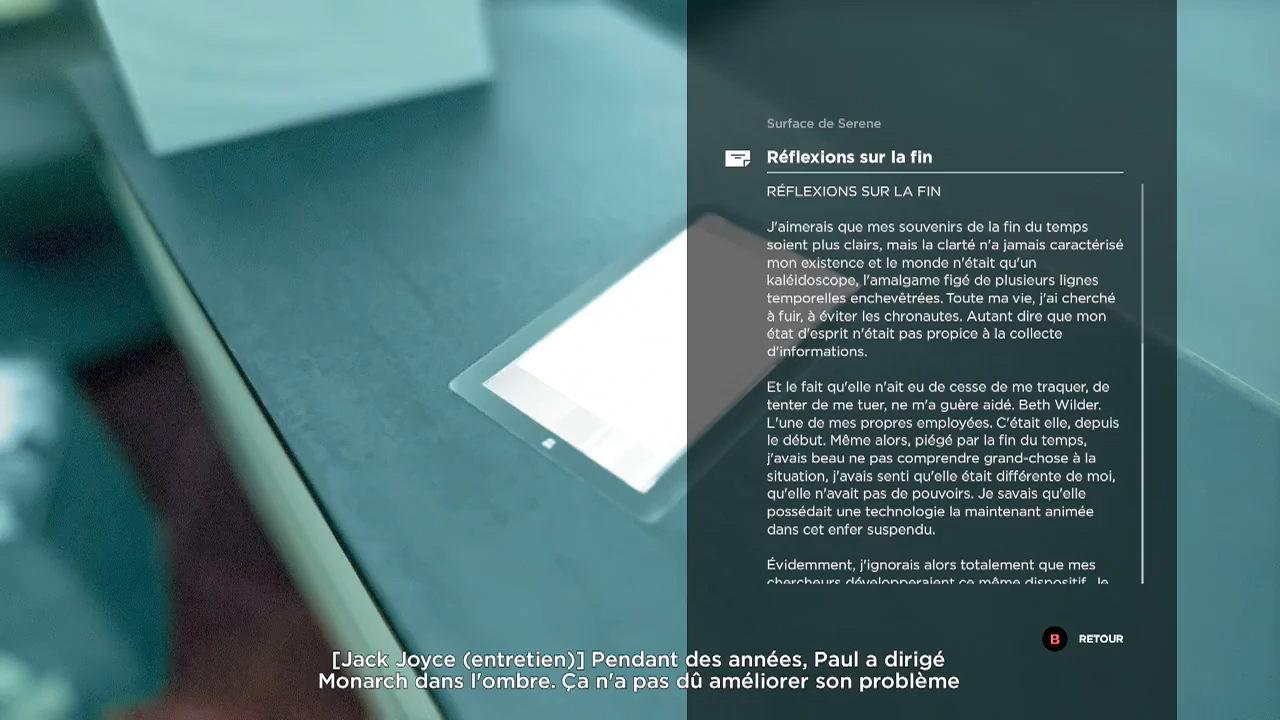 Surface de Serene
Réflexions sur la fin
RÉFLEXIONS SUR LA FIN
J'aimerais que mes souvenirs de la fin du temps
soient plus clairs, mais la clarté n'a jamais caractérisé
mon existence et le monde n'était qu'un
kaléidoscope, l'amalgame figé de plusieurs lignes
temporelles enchevêtrées. Toute ma vie, j'ai cherché
à fuir, à éviter les chronautes. Autant dire que mon
état d'esprit n'était pas propice à la collecte
d'informations.
Et le fait qu'elle n'ait eu de cesse de me traquer, de
tenter de me tuer, ne m'a guère aidé. Beth Wilder.
L'une de mes propres employées. C'était elle, depuis
le début. Même alors, piégé par la fin du temps,
j'avais beau ne pas comprendre grand-chose à la
situation, j'avais senti qu'elle était différente de moi,
qu'elle n'avait pas de pouvoirs. Je savais qu'elle
possédait une technologie la maintenant animée
dans cet enfer suspendu.
Évidemment, j'ignorais alors totalement que mes
chercheurs développeraient ce même dispositif. Je
B RETOUR
[Jack Joyce (entretien)] Pendant des années, Paul a dirigé
Monarch dans l'ombre. Ça n'a pas dû améliorer son problème